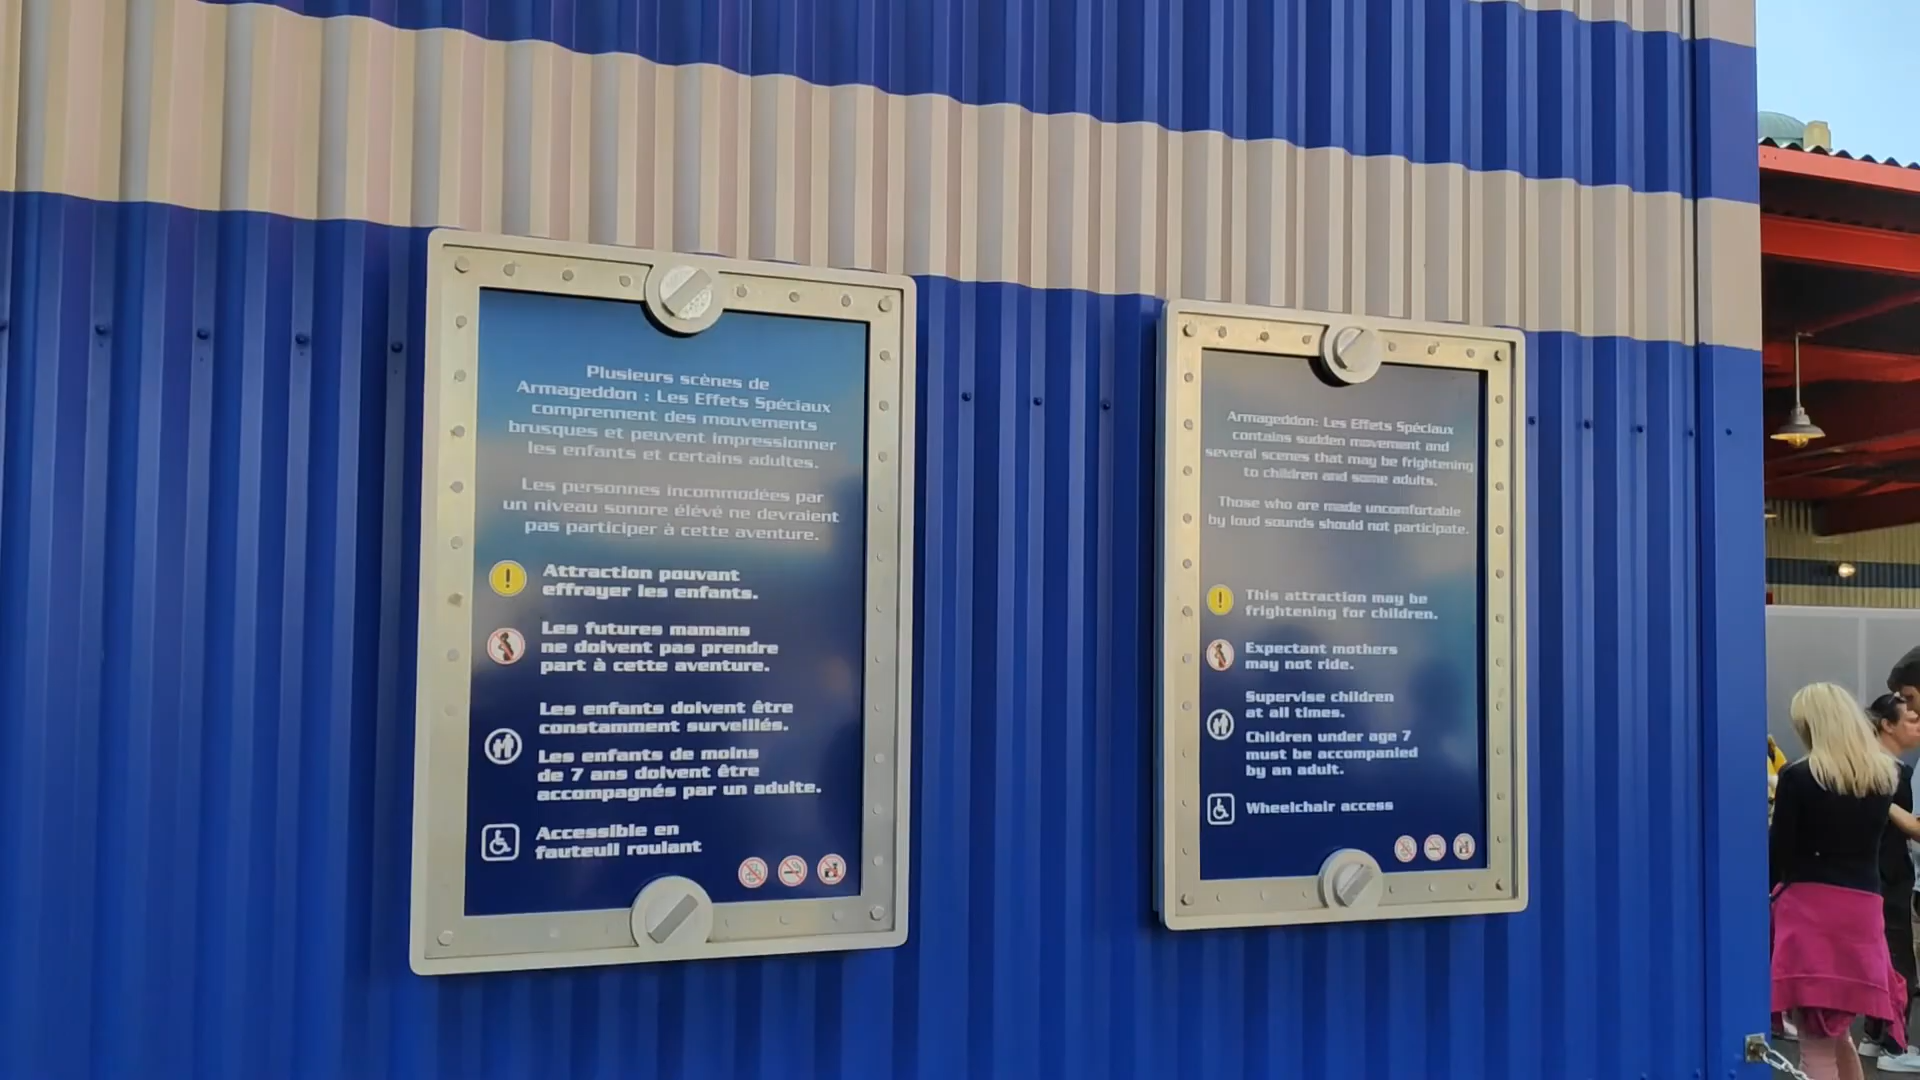 Plusieurs scènes de
Armageddon : Les Effets Spéciaux
comprennent des mouvements
brusques et peuvent impressionner
les enfants et certains adultes.
Les personnes incommodées par
un niveau sonore élévé ne devraient
pas participer à cette aventure.
Attraction pouvant
effrayer les enfants.
Les futures mamans
ne doivent pas prendre
part à cette aventure.
Les enfants doivent être
constamment surveillés.
Les enfants de moins
de 7 ans doivent être
accompagnés par un adulte.
Accessible en
fauteuil roulant
Armageddon: Les Effets Spéciaux
contains sudden movement and
several scenes that may be frightening
to children and some adults.
Those who are made uncomfortable
by loud sounds should not participate.
This attraction may be
frightening for children.
Expectant mothers
may not ride.
Supervise children
at all times.
Children under age 7
must be accompanied
by an adult.
Wheelchair access